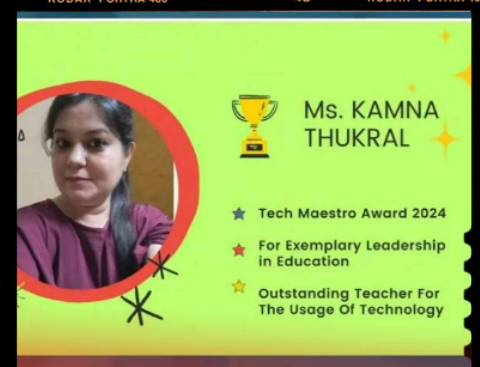 Ms. KAMNA
THUKRAL
Tech Maestro Award 2024
For Exemplary Leadership
in Education
Outstanding Teacher For
The Usage Of Technology